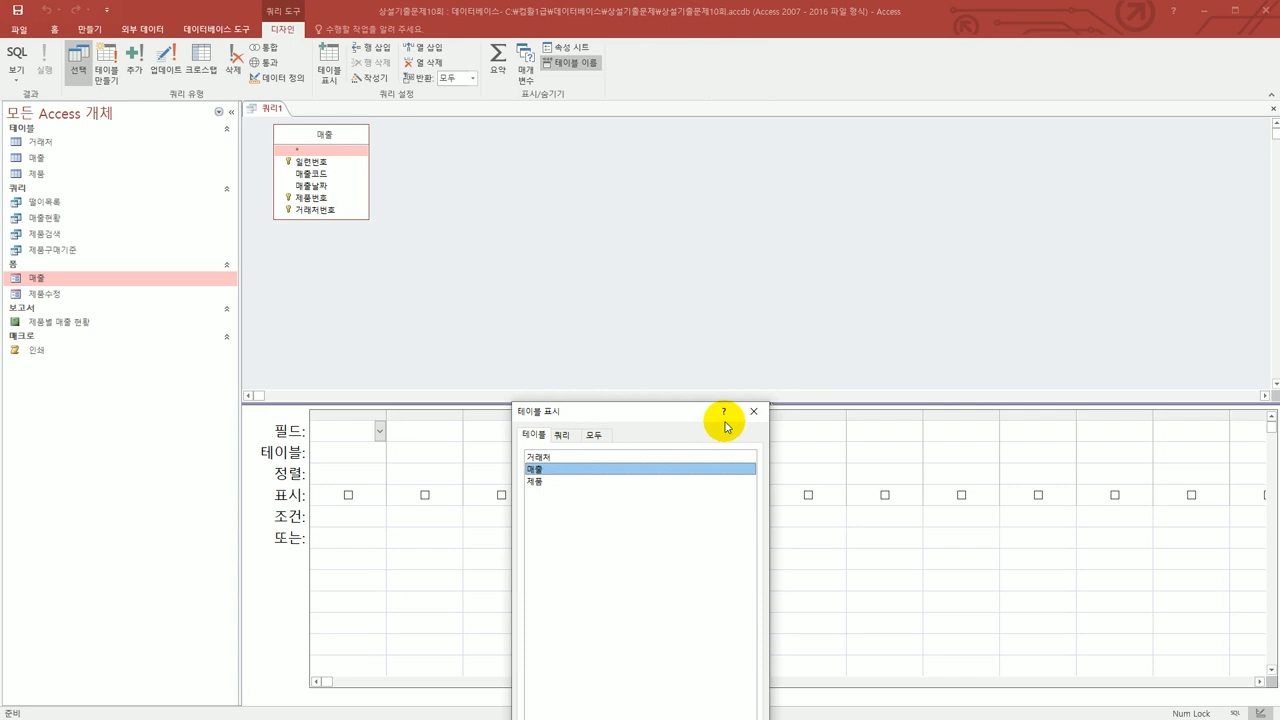 쿼리 도구
상설기출문제10회 : 데이터베이스- C:\컴활1급\데이터베이스\상설기출문제\상설기출문제10회.accdb (Access 2007 - 2016 파일 형식) - Access
파일 홈 만들기 외부 데이터 데이터베이스 도구 디자인 수행할 작업을 알려 주세요.
SQL 보기
실행
선택
테이블 만들기
추가
업데이트
크로스탭
삭제
통합
통과
데이터 정의
테이블 표시
행 삽입
행 삭제
작성기
열 삽입
열 삭제
반환: 모두
요약
매개 변수
속성 시트
테이블 이름
결과
쿼리 유형
쿼리 설정
표시/숨기기
모든 Access 개체
테이블
거래처
매출
제품
쿼리
떨이목록
매출현황
제품검색
제품구매기준
폼
매출
제품수정
보고서
제품별 매출 현황
매크로
인쇄
쿼리1
매출
*
일련번호
매출코드
매출날짜
제품번호
거래처번호
필드:
테이블:
정렬:
표시:
조건:
또는:
테이블 표시 ?
테이블 쿼리 모두
거래처
매출
제품
준비
Num Lock
SQL